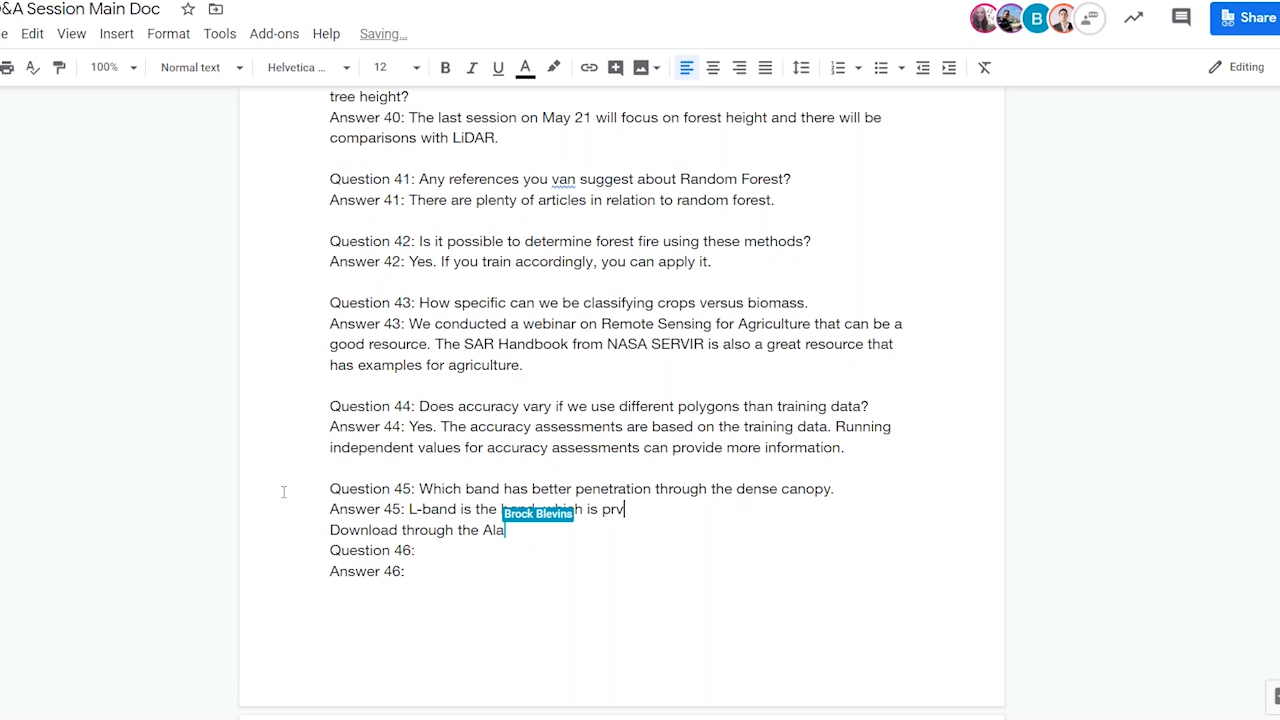 &A Session Main Doc
e Edit View Insert Format Tools Add-ons Help Saving...
B
Share
100% Normal text Helvetica ... 12 B I U A Editing
tree height?
Answer 40: The last session on May 21 will focus on forest height and there will be
comparisons with LiDAR.
Question 41: Any references you van suggest about Random Forest?
Answer 41: There are plenty of articles in relation to random forest.
Question 42: Is it possible to determine forest fire using these methods?
Answer 42: Yes. If you train accordingly, you can apply it.
Question 43: How specific can we be classifying crops versus biomass.
Answer 43: We conducted a webinar on Remote Sensing for Agriculture that can be a
good resource. The SAR Handbook from NASA SERVIR is also a great resource that
has examples for agriculture.
Question 44: Does accuracy vary if we use different polygons than training data?
Answer 44: Yes. The accuracy assessments are based on the training data. Running
independent values for accuracy assessments can provide more information.
Question 45: Which band has better penetration through the dense canopy.
Answer 45: L-band is the which is prv
Brock Blevins
Download through the Ala
Question 46:
Answer 46: